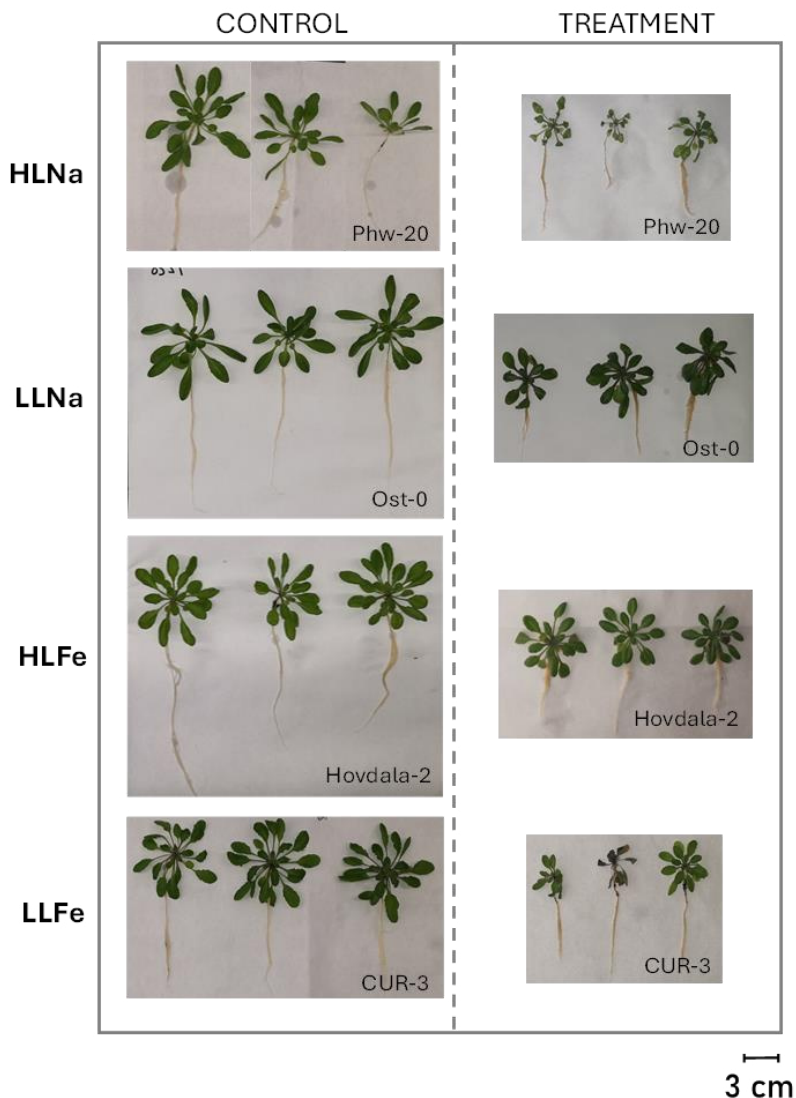 CONTROL TREATMENT
HLNa
Phw-20
Phw-20
LLNa
Ost-0
Ost-0
HLFe
Hovdala-2
Hovdala-2
LLFe
CUR-3
CUR-3
3 cm